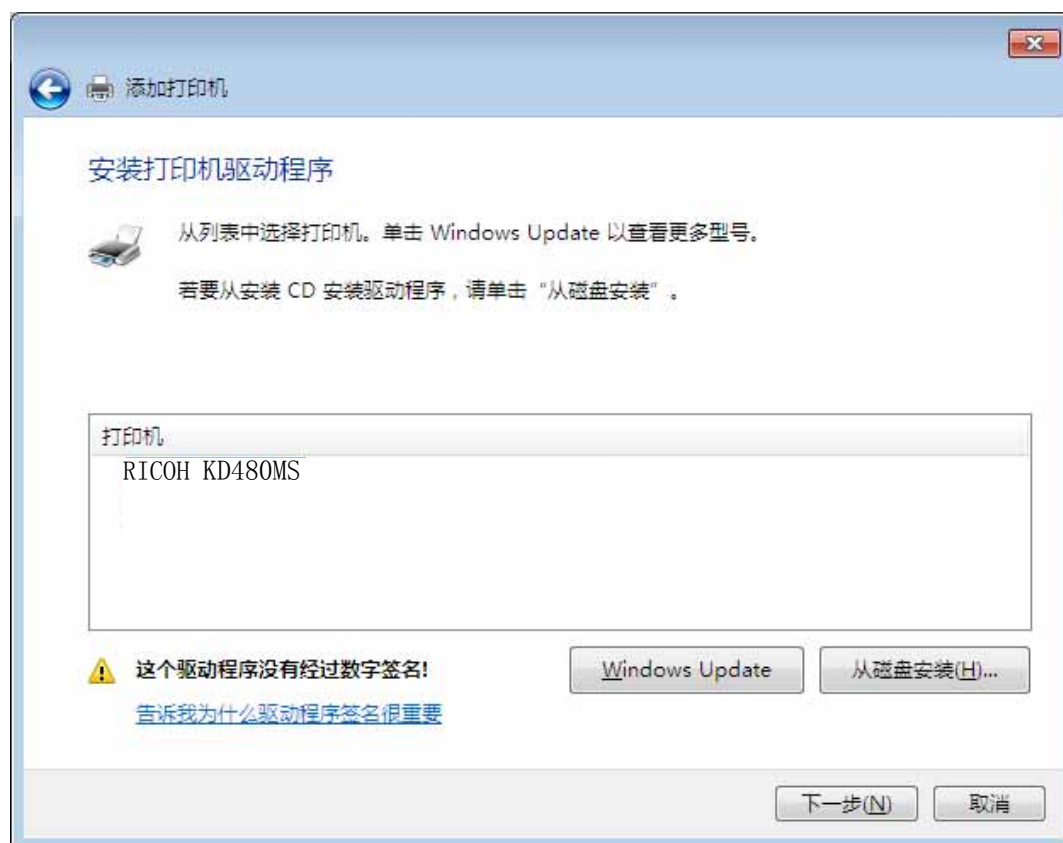 添加打印机
安装打印机驱动程序
从列表中选择打印机。单击 Windows Update 以查看更多型号。
若要从安装 CD 安装驱动程序，请单击“从磁盘安装”。
打印机
RICOH KD480MS
这个驱动程序没有经过数字签名!
Windows Update
从磁盘安装(H)...
告诉我为什么驱动程序签名很重要
下一步(N)
取消